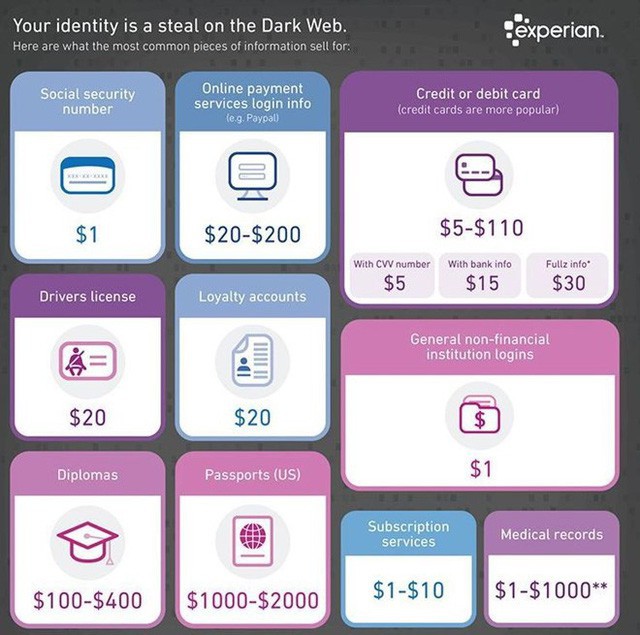 Your identity is a steal on the Dark Web.
Here are what the most common pieces of information sell for:
experian™
Social security
number
$1
Online payment
services login info
(e.g. Paypal)
$20-$200
Credit or debit card
(credit cards are more popular)
$5-$110
With CVV number
$5
With bank info
$15
Fullz info*
$30
Drivers license
$20
Loyalty accounts
$20
General non-financial
institution logins
$
$1
Diplomas
$100-$400
Passports (US)
$1000-$2000
Subscription
services
$1-$10
Medical records
$1-$1000**